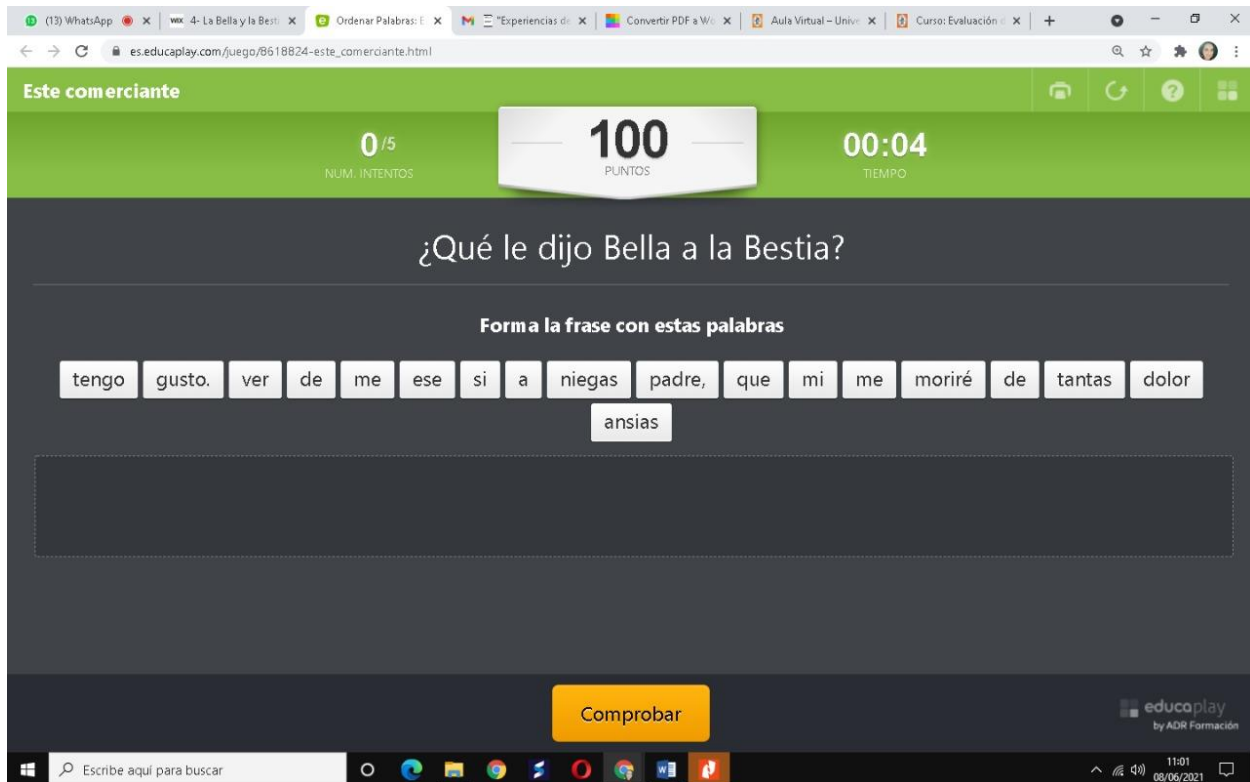 (13) WhatsApp
WIX 4- La Bella y la Best
Ordenar Palabras: E
"Experiencias de
Convertir PDF a Wo
Aula Virtual – Unive
Curso: Evaluación d
es.educaplay.com/juego/8618824-este_comerciante.html
Este comerciante
0/5
NUM. INTENTOS
100
PUNTOS
00:04
TIEMPO
¿Qué le dijo Bella a la Bestia?
Forma la frase con estas palabras
tengo gusto. ver de me ese si a niegas padre, que mi me moriré de tantas dolor
ansias
Comprobar
educaplay
by ADR Formación
Escribe aquí para buscar
11:01
08/06/2021